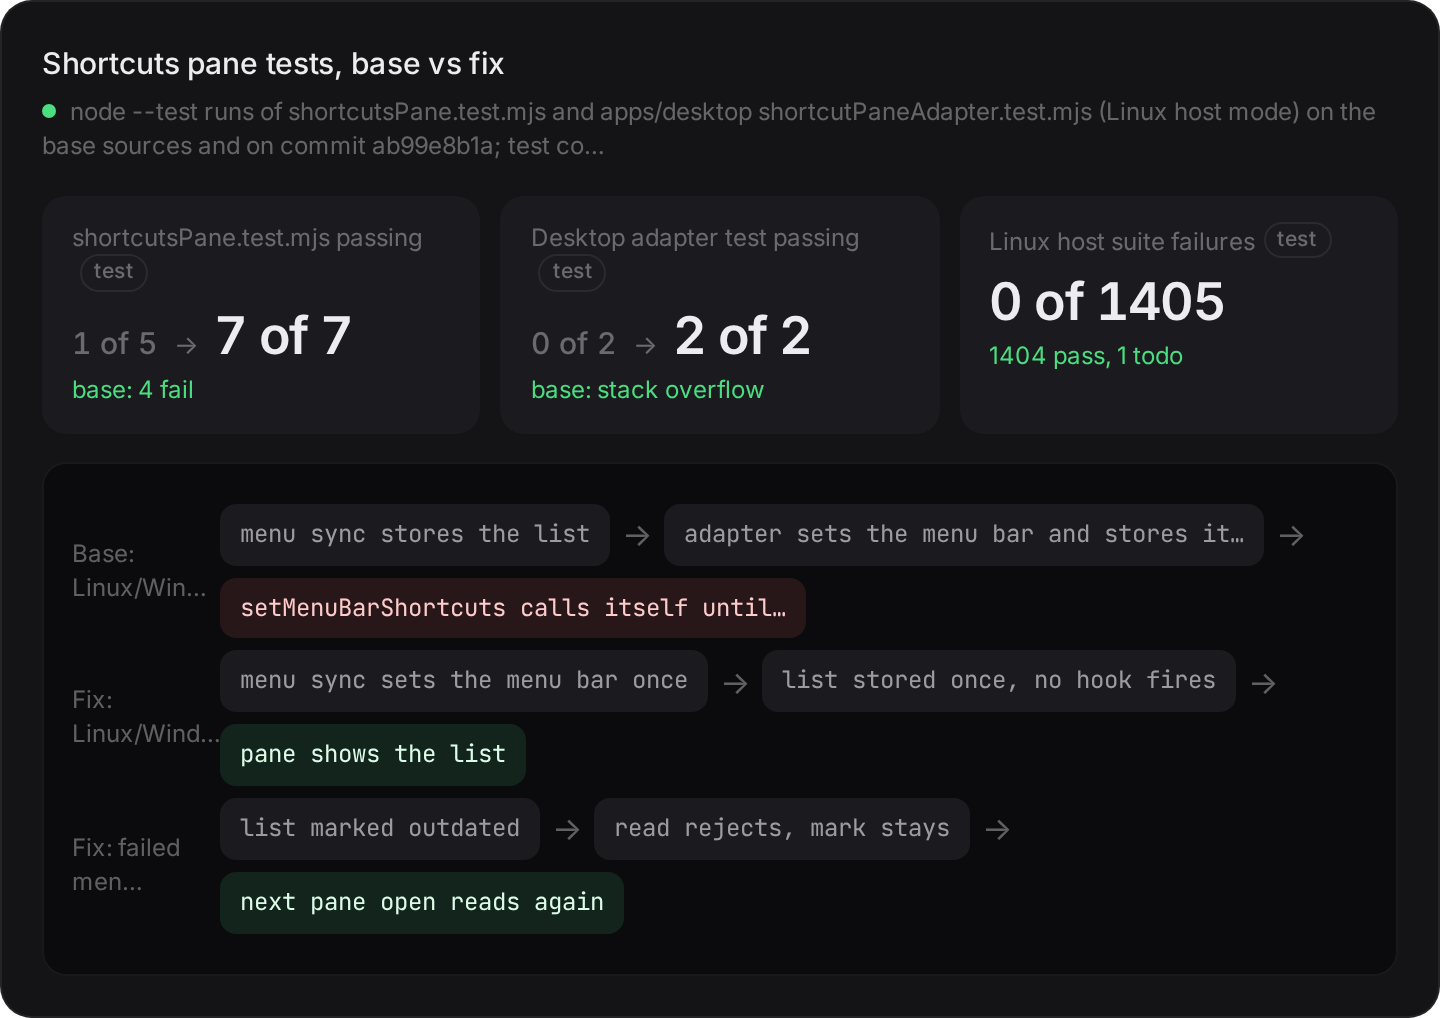 Shortcuts pane tests, base vs fix
node --test runs of shortcutsPane.test.mjs and apps/desktop shortcutPaneAdapter.test.mjs (Linux host mode) on the
base sources and on commit ab99e8b1a; test co…
shortcutsPane.test.mjs passing
test
1 of 5 → 7 of 7
base: 4 fail
Desktop adapter test passing
test
0 of 2 → 2 of 2
base: stack overflow
Linux host suite failures test
0 of 1405
1404 pass, 1 todo
Base:
Linux/Win…
menu sync stores the list → adapter sets the menu bar and stores it… →
setMenuBarShortcuts calls itself until…
Fix:
Linux/Wind…
menu sync sets the menu bar once → list stored once, no hook fires →
pane shows the list
Fix: failed
men…
list marked outdated → read rejects, mark stays →
next pane open reads again